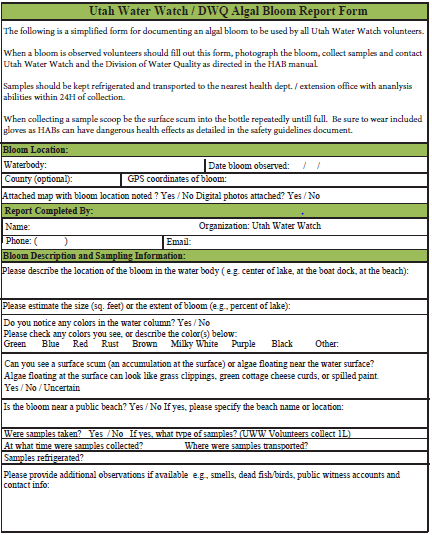 Utah Water Watch / DWQ Algal Bloom Report Form
The following is a simplified form for documenting an algal bloom to be used by all Utah Water Watch volunteers.
When a bloom is observed volunteers should fill out this form, photograph the bloom, collect samples and contact
Utah Water Watch and the Division of Water Quality as directed in the HAB manual.
Samples should be kept refrigerated and transported to the nearest health dept. / extension office with ananlysis
abilities within 24H of collection.
When collecting a sample scoop be the surface scum into the bottle repeatedly untill full. Be sure to wear included
gloves as HABs can have dangerous health effects as detailed in the safety guidelines document.
Bloom Location:
Waterbody: Date bloom observed: / /
County (optional): GPS coordinates of bloom:
Attached map with bloom location noted ? Yes / No Digital photos attached? Yes / No
Report Completed By:
Name: Organization: Utah Water Watch
Phone: ( ) Email:
Bloom Description and Sampling Information:
Please describe the location of the bloom in the water body ( e.g. center of lake, at the boat dock, at the beach):
Please estimate the size (sq. feet) or the extent of bloom (e.g., percent of lake):
Do you notice any colors in the water column? Yes / No
Please check any colors you see, or describe the color(s) below:
Green Blue Red Rust Brown Milky White Purple Black Other:
Can you see a surface scum (an accumulation at the surface) or algae floating near the water surface?
Algae floating at the surface can look like grass clippings, green cottage cheese curds, or spilled paint.
Yes / No / Uncertain
Is the bloom near a public beach? Yes / No If yes, please specify the beach name or location:
Were samples taken? Yes / No If yes, what type of samples? (UWW Volunteers collect 1L)
At what time were samples collected? Where were samples transported?
Samples refrigerated?
Please provide additional observations if available e.g., smells, dead fish/birds, public witness accounts and
contact info: